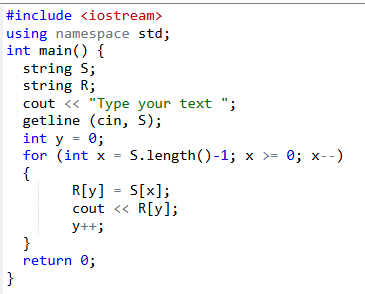 #include <iostream>
using namespace std;
int main() {
  string S;
  string R;
  cout << "Type your text ";
  getline (cin, S);
  int y = 0;
  for (int x = S.length()-1; x >= 0; x--)
  {
        R[y] = S[x];
        cout << R[y];
        y++;
  }
  return 0;
}